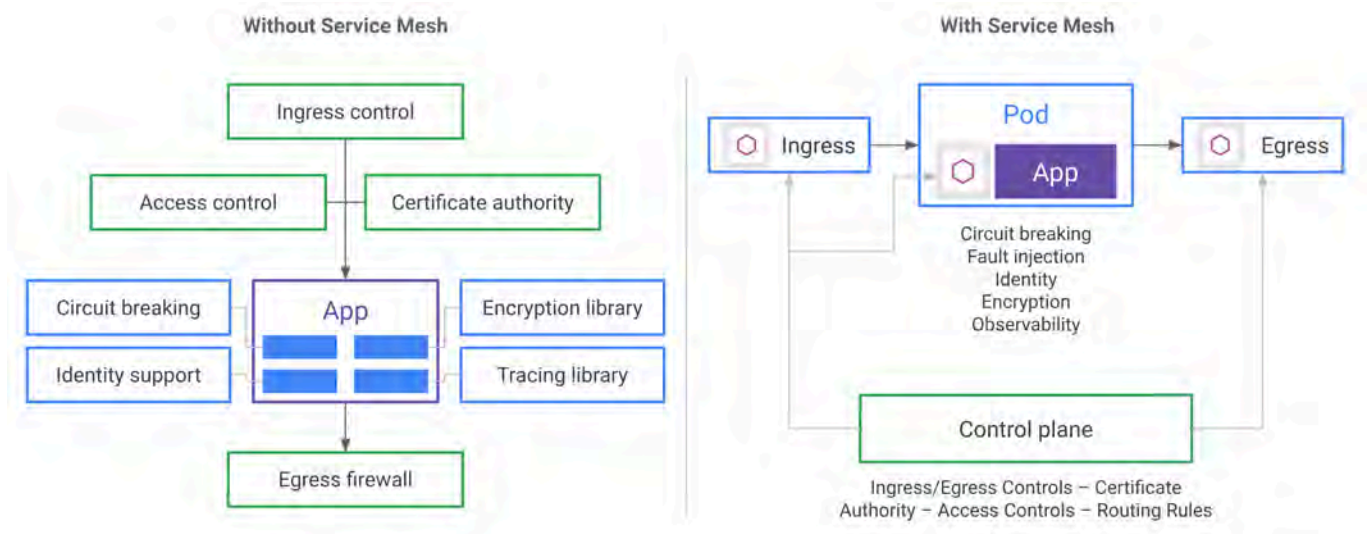 Without Service Mesh
Ingress control
Access control
Certificate authority
Circuit breaking
App
Encryption library
Identity support
Tracing library
Egress firewall
With Service Mesh
Ingress
Pod
App
Egress
Circuit breaking
Fault injection
Identity
Encryption
Observability
Control plane
Ingress/Egress Controls – Certificate
Authority – Access Controls – Routing Rules